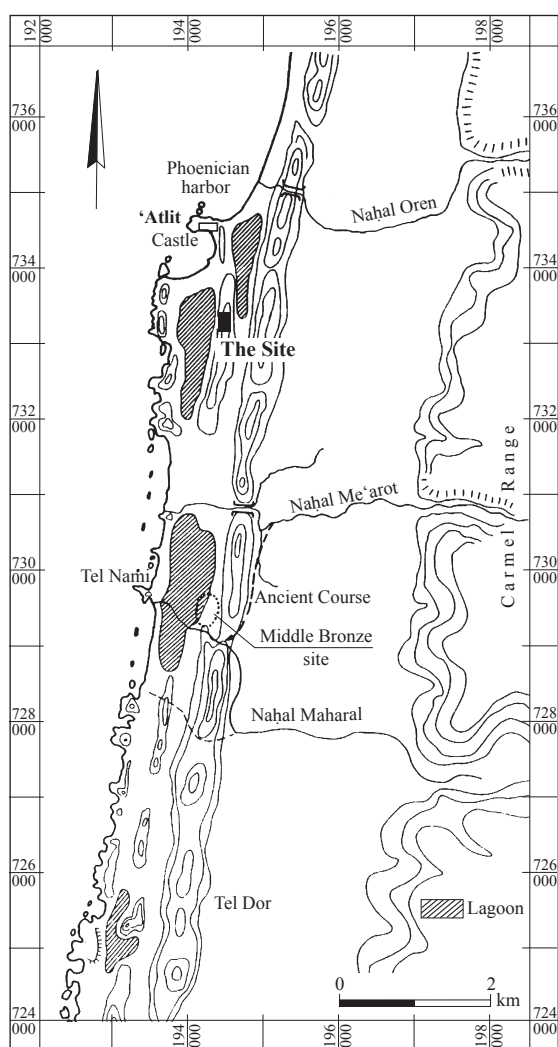 192
000
194
000
196
000
198
000
736
000
736
000
Phoenician
harbor
Naḥal Oren
ʻAtlit
Castle
734
000
734
000
The Site
732
000
732
000
Carmel Range
Naḥal Meʻarot
730
000
730
000
Tel Nami
Ancient Course
Middle Bronze
site
728
000
728
000
Naḥal Maharal
726
000
726
000
Tel Dor
Lagoon
0
2
km
724
000
724
000
194
000
196
000
198
000